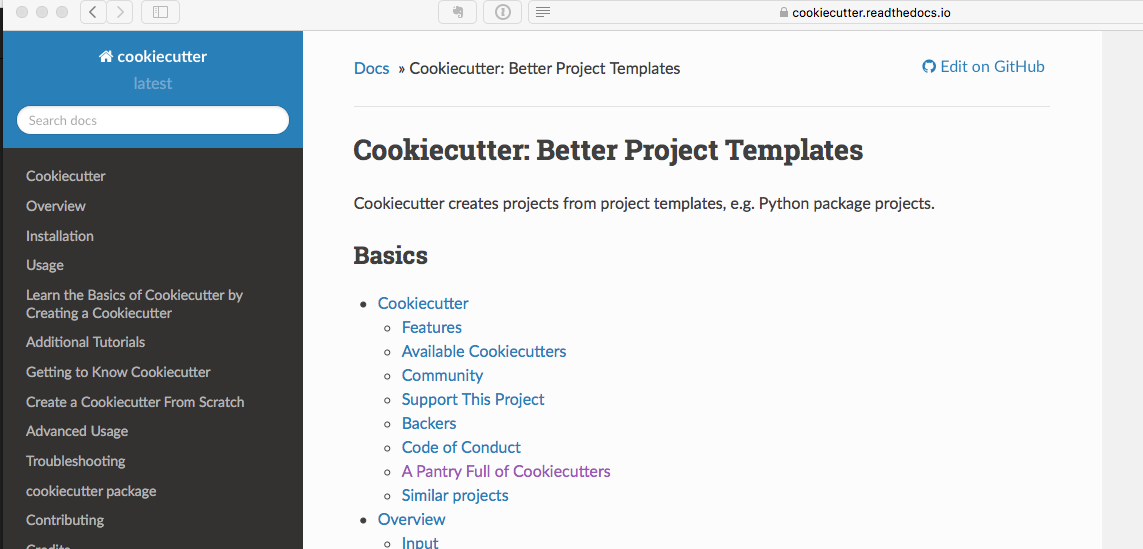 cookiecutter.readthedocs.io
cookiecutter
latest
Search docs
Cookiecutter
Overview
Installation
Usage
Learn the Basics of Cookiecutter by
Creating a Cookiecutter
Additional Tutorials
Getting to Know Cookiecutter
Create a Cookiecutter From Scratch
Advanced Usage
Troubleshooting
cookiecutter package
Contributing
Credits
Docs » Cookiecutter: Better Project Templates
Edit on GitHub
Cookiecutter: Better Project Templates
Cookiecutter creates projects from project templates, e.g. Python package projects.
Basics
Cookiecutter
Features
Available Cookiecutters
Community
Support This Project
Backers
Code of Conduct
A Pantry Full of Cookiecutters
Similar projects
Overview
Input